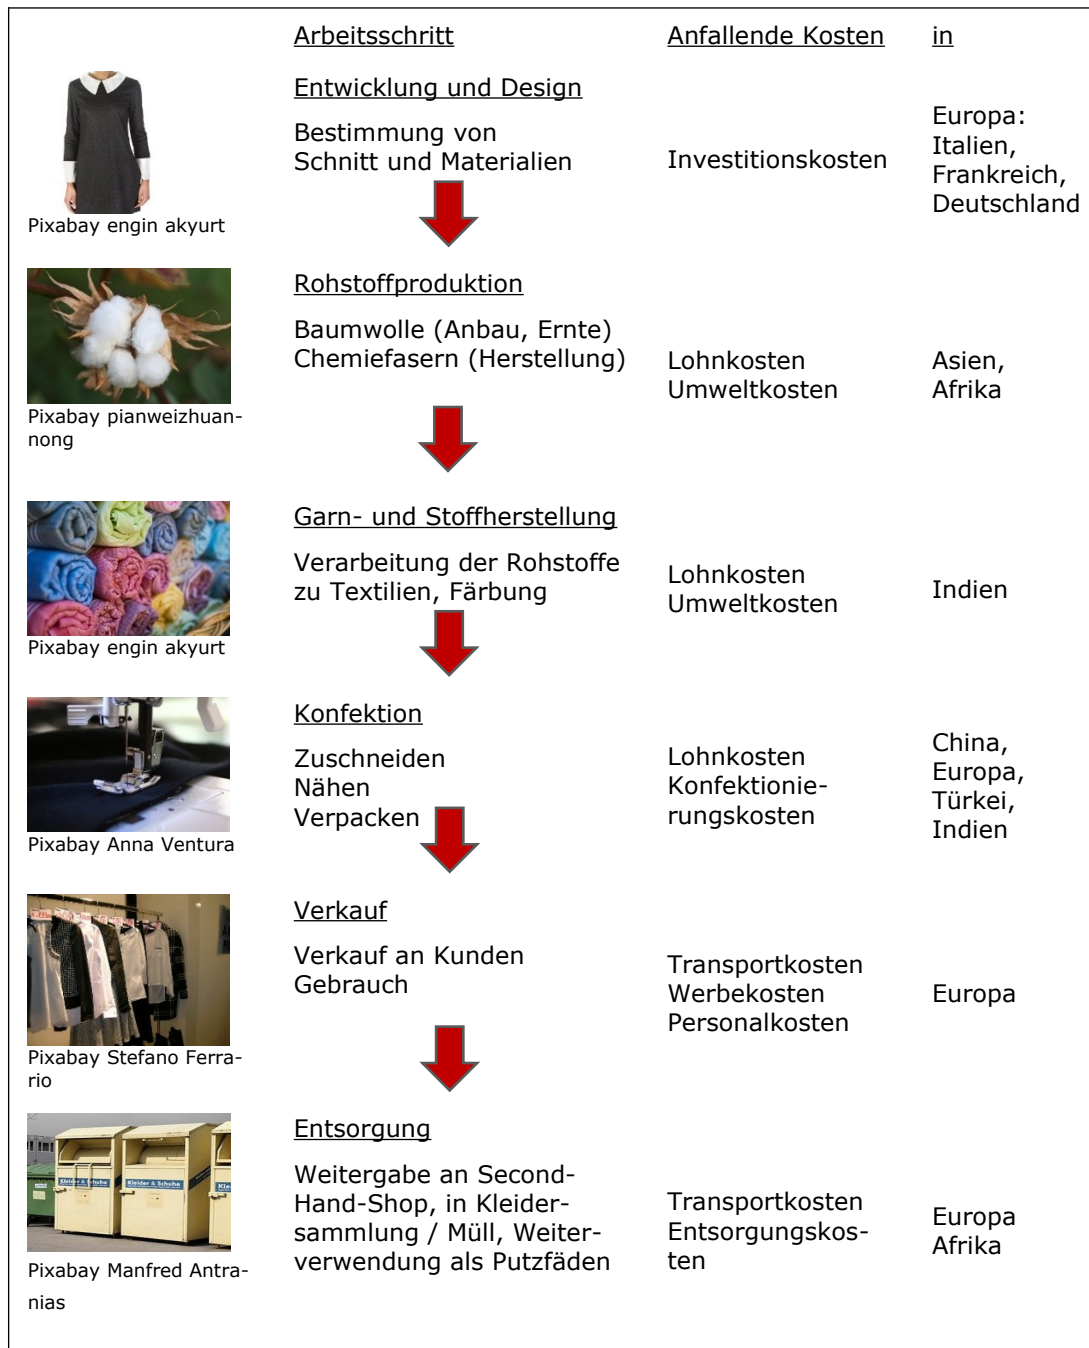 Arbeitsschritt Anfallende Kosten in
Entwicklung und Design
Bestimmung von
Schnitt und Materialien
Investitionskosten
Europa:
Italien,
Frankreich,
Deutschland
Pixabay engin akyurt
Rohstoffproduktion
Baumwolle (Anbau, Ernte)
Chemiefasern (Herstellung)
Lohnkosten
Umweltkosten
Asien,
Afrika
Pixabay pianweizhuan-
nong
Garn- und Stoffherstellung
Verarbeitung der Rohstoffe
zu Textilien, Färbung
Lohnkosten
Umweltkosten
Indien
Pixabay engin akyurt
Konfektion
Zuschneiden
Nähen
Verpacken
Lohnkosten
Konfektionie-
rungskosten
China,
Europa,
Türkei,
Indien
Pixabay Anna Ventura
Verkauf
Verkauf an Kunden
Gebrauch
Transportkosten
Werbekosten
Personalkosten
Europa
Pixabay Stefano Ferra-
rio
Entsorgung
Weitergabe an Second-
Hand-Shop, in Kleider-
sammlung / Müll, Weiter-
verwendung als Putzfäden
Transportkosten
Entsorgungskos-
ten
Europa
Afrika
Kleider & Schuhe
Kleider & Schuhe
Pixabay Manfred Antra-
nias